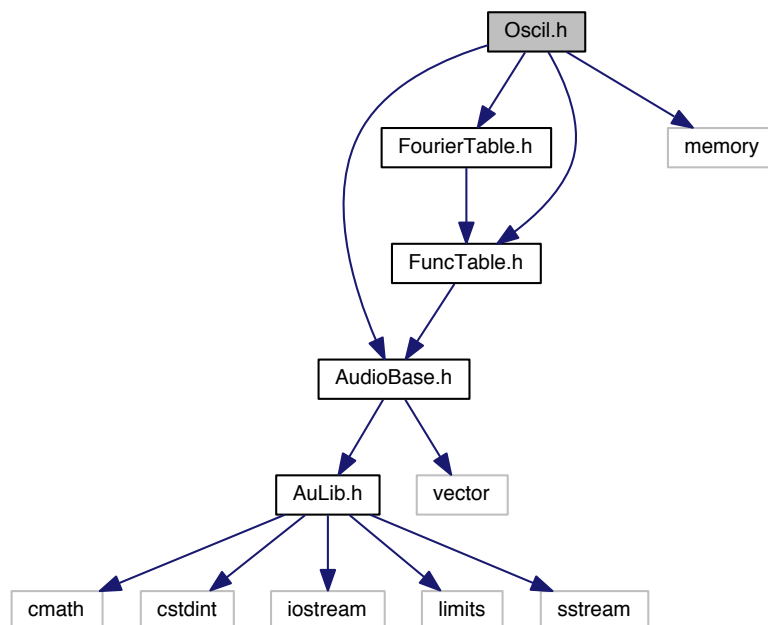 Oscil.h
FourierTable.h
memory
FuncTable.h
AudioBase.h
AuLib.h
vector
cmath
cstdint
iostream
limits
sstream